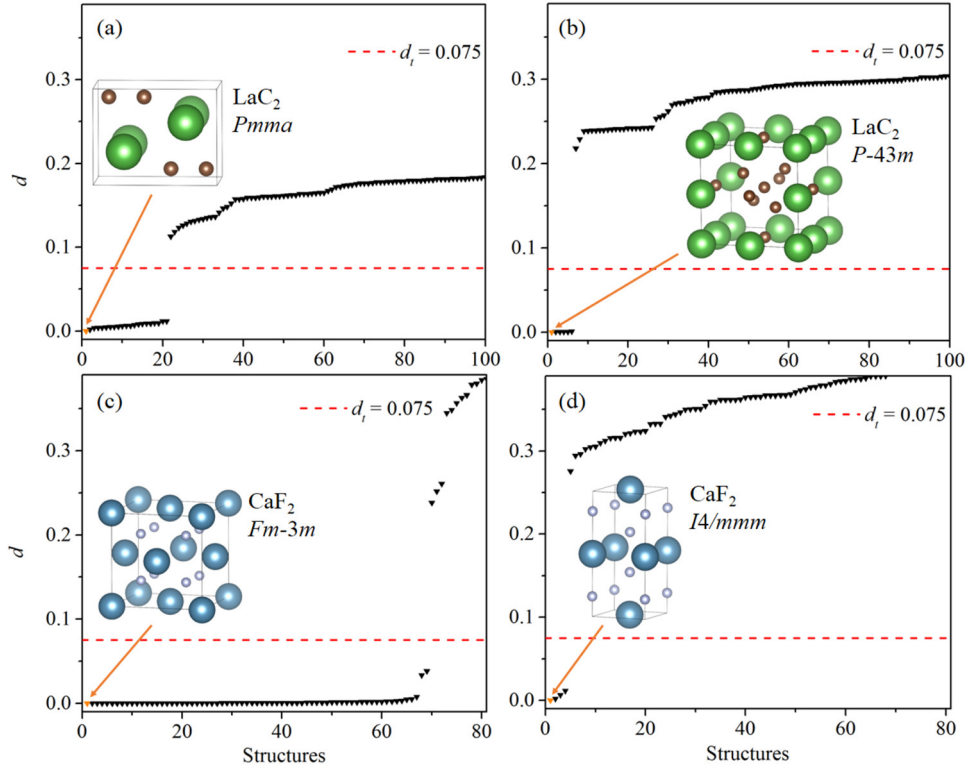 (a)
d_t = 0.075
LaC2
Pmma
d
0.3
0.2
0.1
0.0
0 20 40 60 80 100
(b)
d_t = 0.075
LaC2
P-43m
0.3
0.2
0.1
0.0
0 20 40 60 80 100
(c)
d_t = 0.075
CaF2
Fm-3m
d
0.3
0.2
0.1
0.0
0 20 40 60 80
Structures
(d)
d_t = 0.075
CaF2
I4/mmm
0.3
0.2
0.1
0.0
0 20 40 60 80
Structures